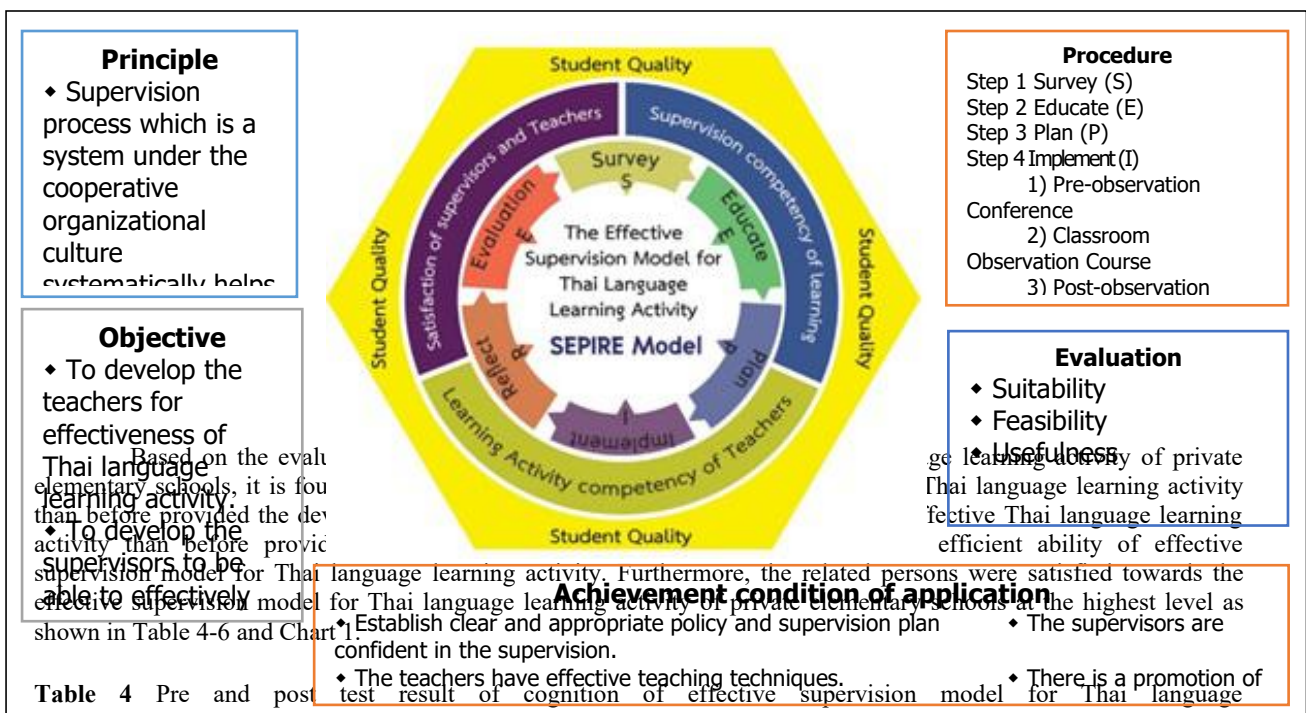 Principle
◆ Supervision
process which is a
system under the
cooperative
organizational
culture
systematically helps
Objective
◆ To develop the
teachers for
effectiveness of
Thai language
learning activity.
◆ To develop the
supervisors to be
able to effectively
Student Quality
Student Quality
Student Quality
Student Quality
Satisfaction of supervisors and Teachers
Supervision competency of learning
Learning Activity competency of Teachers
Survey
S
Educate
E
Plan
P
Implement
I
Reflect
R
Evaluation
E
The Effective
Supervision Model for
Thai Language
Learning Activity
SEPIRE Model
Procedure
Step 1 Survey (S)
Step 2 Educate (E)
Step 3 Plan (P)
Step 4 Implement (I)
1) Pre-observation
Conference
2) Classroom
Observation Course
3) Post-observation
Evaluation
◆ Suitability
◆ Feasibility
◆ Usefulness
Based on the evalu ge learning activity of private
elementary schools, it is fou Thai language learning activity
than before provided the dev ffective Thai language learning
activity than before provid efficient ability of effective
supervision model for Thai language learning activity. Furthermore, the related persons were satisfied towards the
effective supervision model for Thai language learning activity of private elementary schools at the highest level as
shown in Table 4-6 and Chart 1.
Achievement condition of application
◆ Establish clear and appropriate policy and supervision plan ◆ The supervisors are
confident in the supervision.
◆ The teachers have effective teaching techniques. ◆ There is a promotion of
Table 4 Pre and post test result of cognition of effective supervision model for Thai language